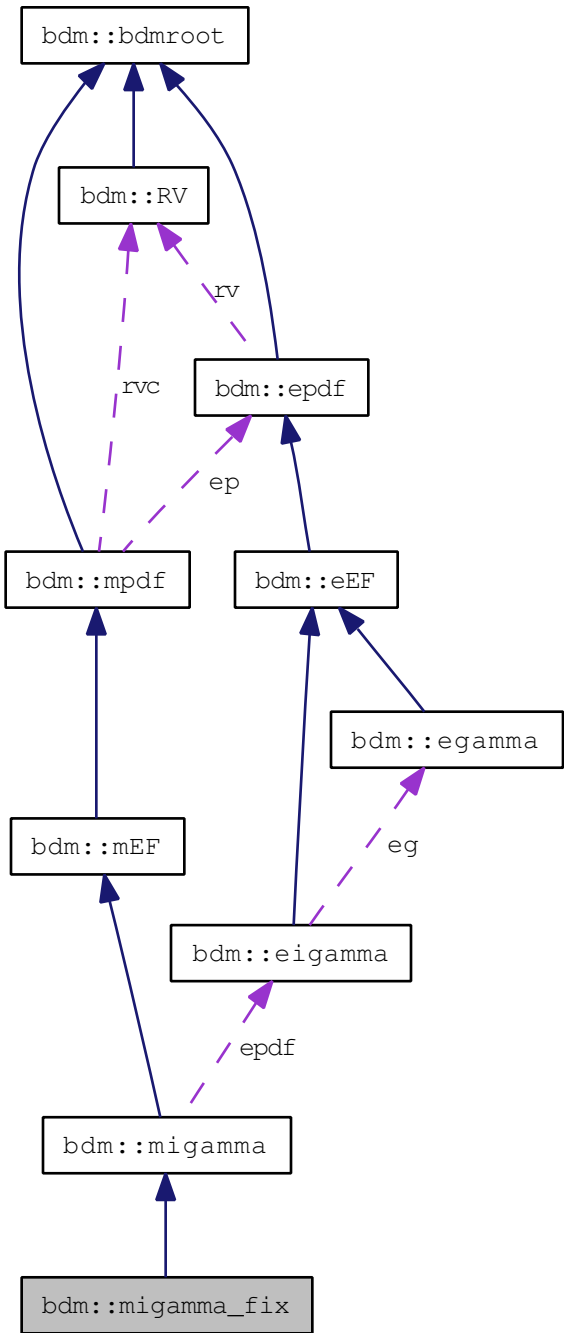 bdm::bdmroot
bdm::RV
rv
rvc
bdm::epdf
ep
bdm::mpdf
bdm::eEF
bdm::egamma
bdm::mEF
eg
bdm::eigamma
epdf
bdm::migamma
bdm::migamma_fix